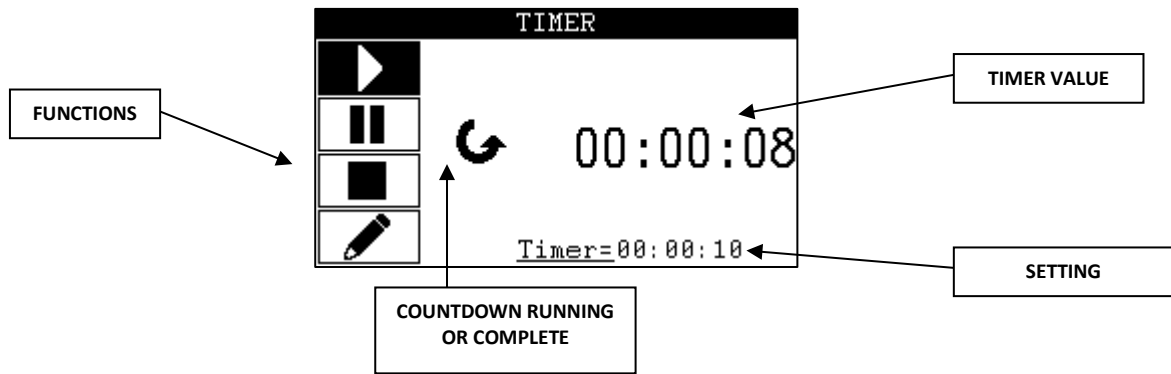 TIMER
TIMER VALUE
FUNCTIONS
00:00:08
Timer=00:00:10
SETTING
COUNTDOWN RUNNING
OR COMPLETE